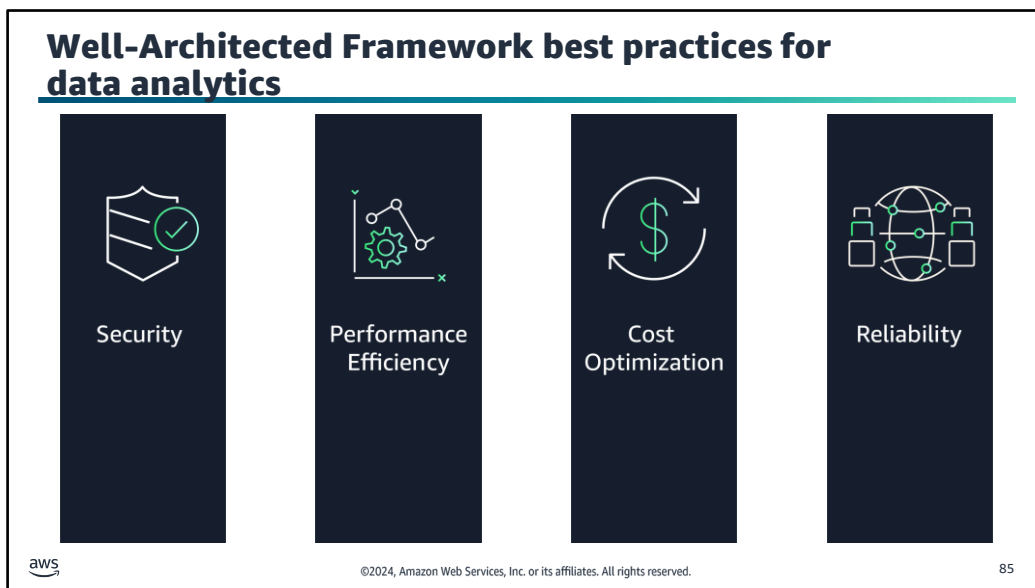 Well-Architected Framework best practices for
data analytics
Security
Performance
Efficiency
Cost
Optimization
Reliability
aws
©2024, Amazon Web Services, Inc. or its affiliates. All rights reserved.
85